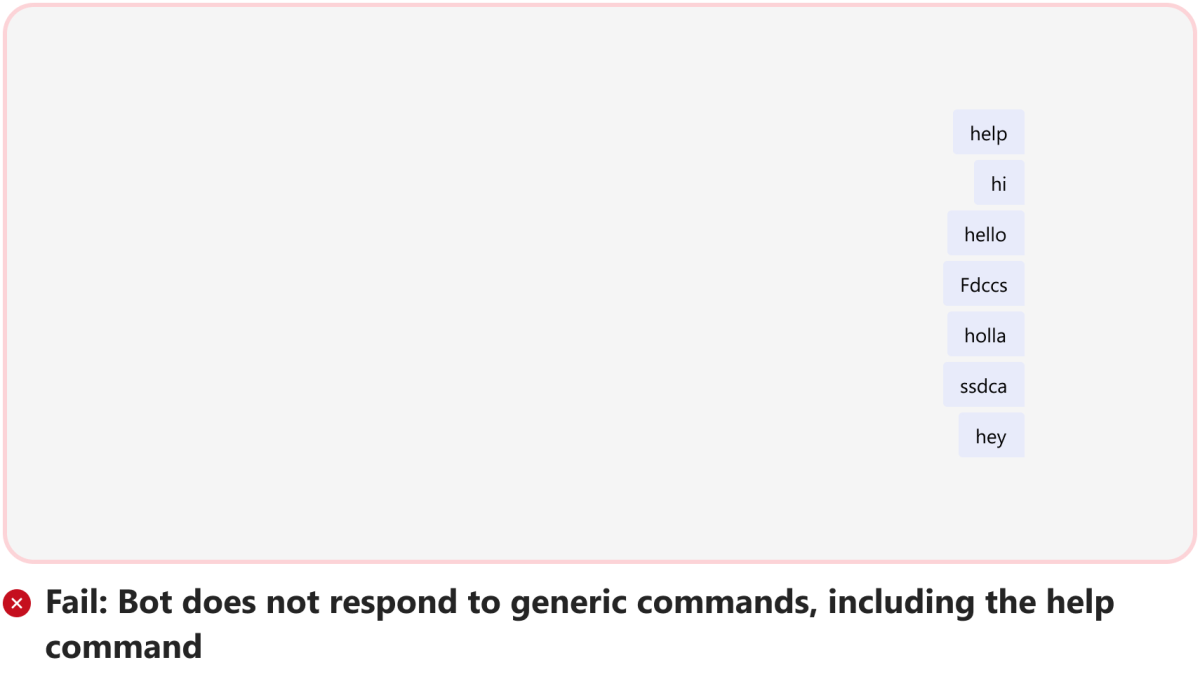 help
hi
hello
Fdccs
holla
ssdca
hey
Fail: Bot does not respond to generic commands, including the help
command